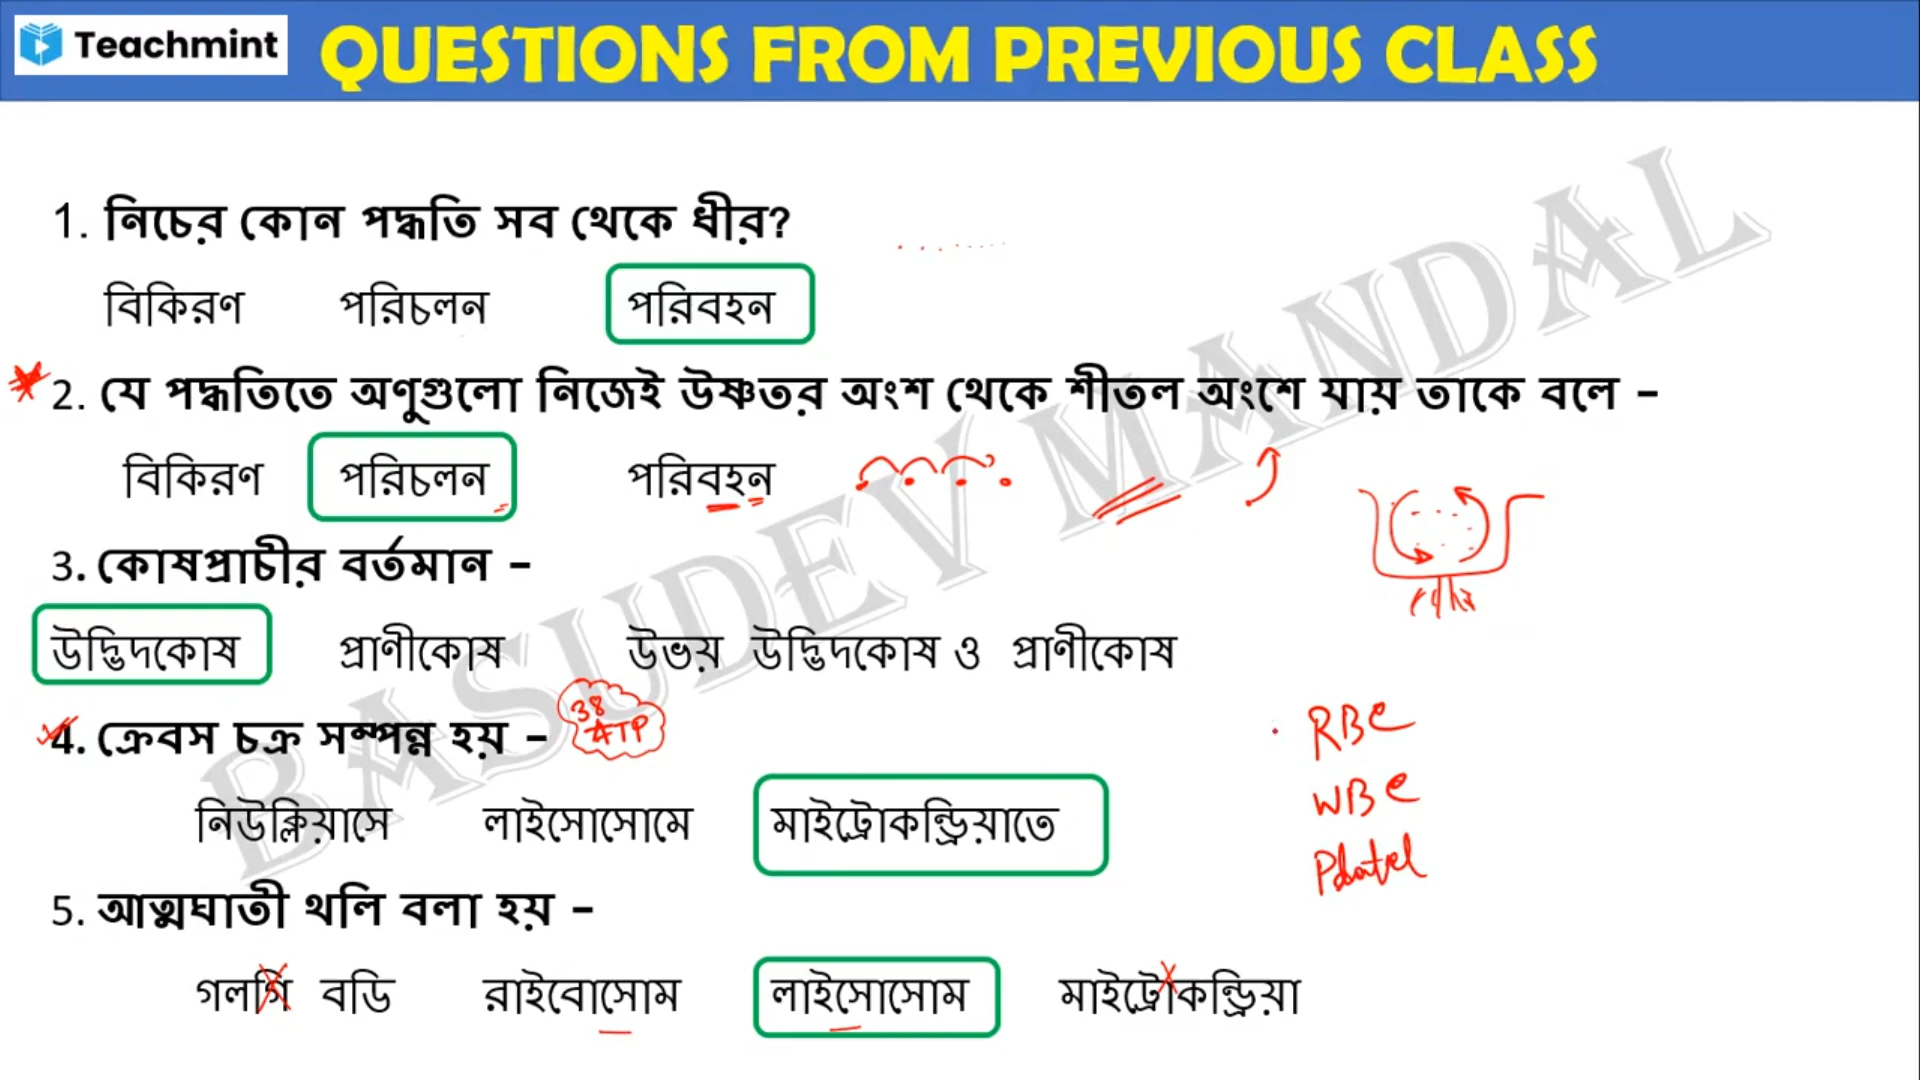 Teachmint QUESTIONS FROM PREVIOUS CLASS
1. নিচের কোন পদ্ধতি সব থেকে ধীর?
বিকিরণ পরিচলন পরিবহন
2. যে পদ্ধতিতে অণুগুলো নিজেই উষ্ণতর অংশ থেকে শীতল অংশে যায় তাকে বলে –
বিকিরণ পরিচলন পরিবহন
3. কোষপ্রাচীর বর্তমান –
উদ্ভিদকোষ প্রাণীকোষ উভয় উদ্ভিদকোষ ও প্রাণীকোষ
4. ক্রেবস চক্র সম্পন্ন হয় –
38
ATP
RBC
নিউক্লিয়াসে লাইসোসোমে মাইট্রোকন্ড্রিয়াতে
WBC
5. আত্মঘাতী থলি বলা হয় –
গলগি বডি রাইবোসোম লাইসোসোম মাইট্রোকন্ড্রিয়া
BASUDEV MANDAL